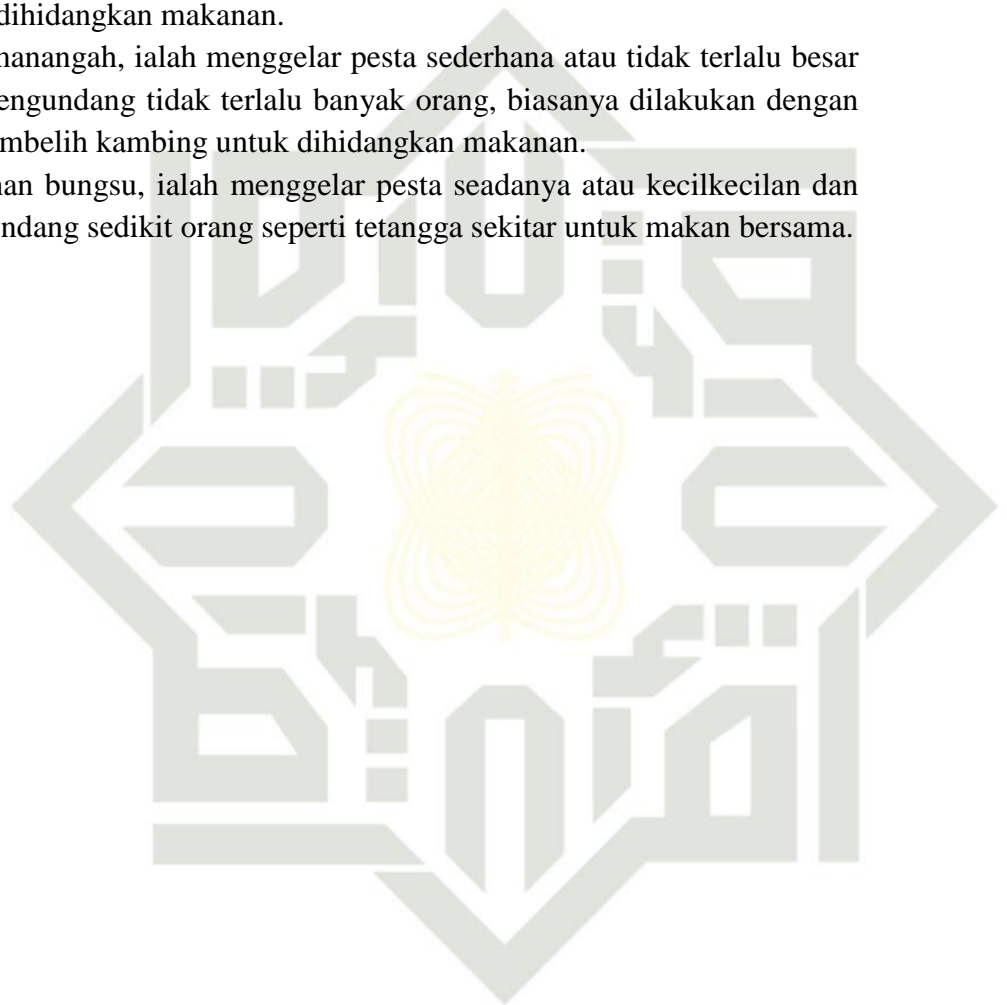 dihidangkan makanan.
anangah, ialah menggelar pesta sederhana atau tidak terlalu besar
engundang tidak terlalu banyak orang, biasanya dilakukan dengan
mbelih kambing untuk dihidangkan makanan.
an bungsu, ialah menggelar pesta seadanya atau kecilkecilan dan
ndang sedikit orang seperti tetangga sekitar untuk makan bersama.